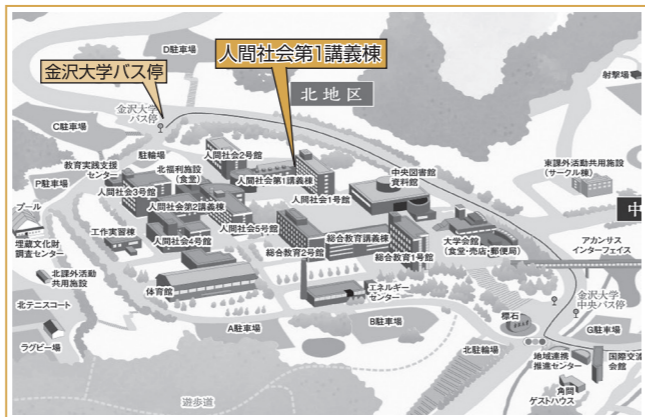 D駐車場
人間社会第1講義棟
金沢大学バス停
北地区
射撃場
金沢大学
バス停
C駐車場
駐輪場
人間社会2号館
教育実践支援
センター
北福利施設
(食堂)
人間社会第1講義棟
中央図書館
資料館
東課外活動共用施設
(サークル棟)
P駐車場
人間社会3号館
人間社会1号館
プール
人間社会第2講義棟
中
埋蔵文化財
調査センター
工作実習棟
人間社会4号館
人間社会5号館
総合教育講義棟
総合教育2号館
総合教育1号館
大学会館
(食堂・売店・郵便局)
アカンサス
インターフェイス
北課外活動
共用施設
体育館
エネルギー
センター
金沢大学
中央バス停
北テニスコート
標石
A駐車場
B駐車場
G駐車場
ラグビー場
北駐輪場
地域連携
推進センター
国際交流
会館
遊歩道
角間
ゲストハウス